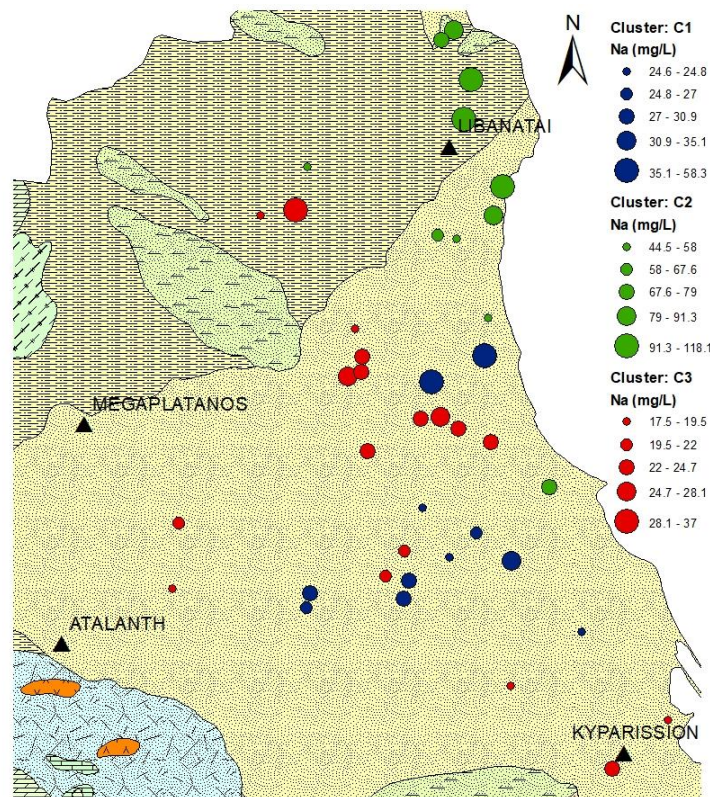 N
Cluster: C1
Na (mg/L)
24.6 - 24.8
24.8 - 27
27 - 30.9
30.9 - 35.1
35.1 - 58.3
Cluster: C2
Na (mg/L)
44.5 - 58
58 - 67.6
67.6 - 79
79 - 91.3
91.3 - 118.1
Cluster: C3
Na (mg/L)
17.5 - 19.5
19.5 - 22
22 - 24.7
24.7 - 28.1
28.1 - 37
LIBANATAI
MEGAPLATANOS
ATALANTH
KYPARISSION